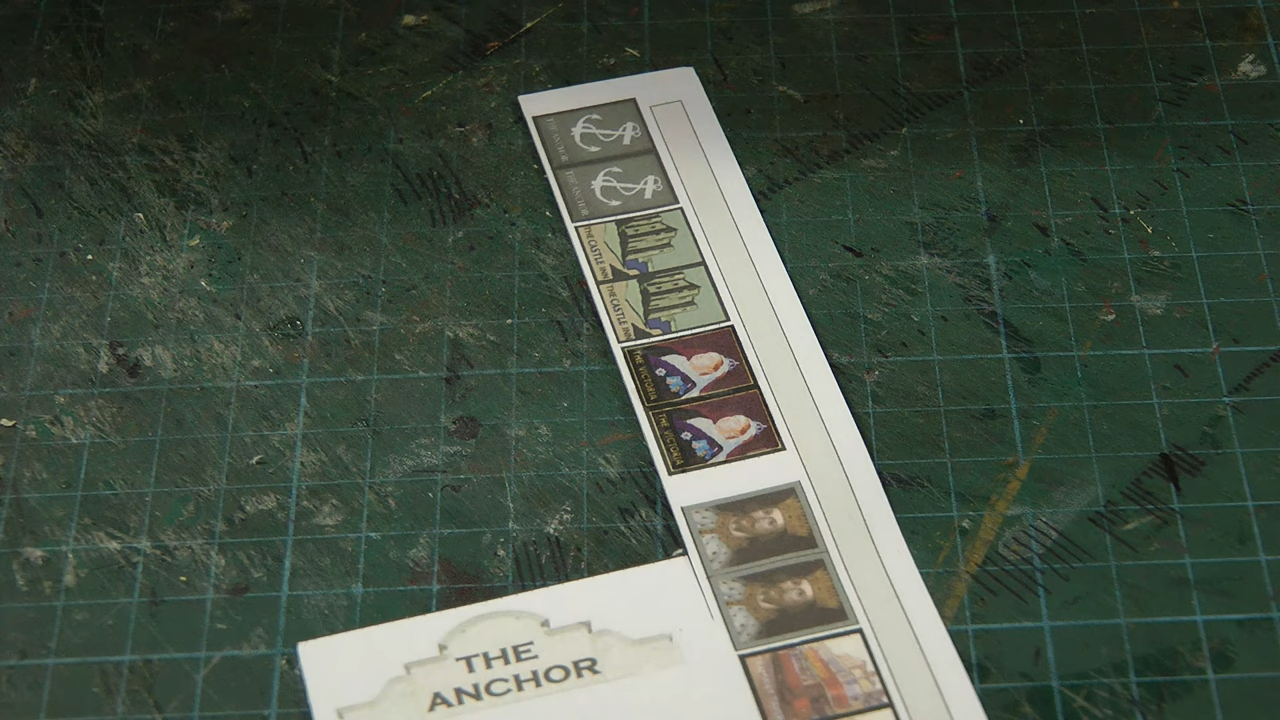 THE ANCHOR
THE ANCHOR
THE CASTLE INN
THE CASTLE INN
THE VICTORIA
THE VICTORIA
THE
ANCHOR